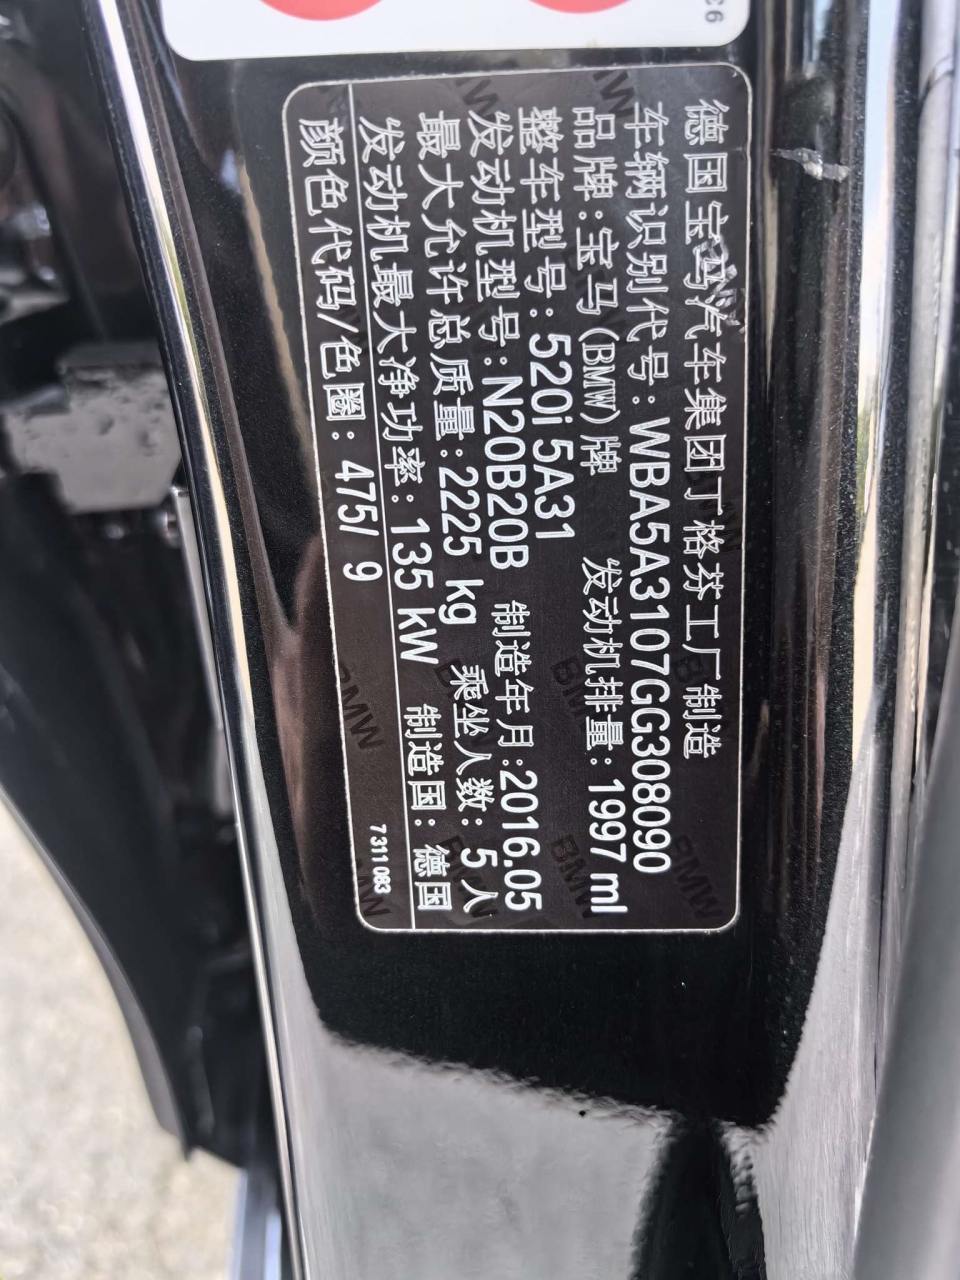 德国宝马汽车集团丁格芬工厂制造
车辆识别代号：WBA5A3107GG308090
品牌：宝马(BMW)牌 发动机排量：1997 ml
整车型号：520i 5A31
发动机型号：N20B20B 制造年月：2016.05
最大允许总质量：2225 kg 乘坐人数：5人
发动机最大净功率：135 kW 制造国：德国
颜色代码/色圈：475/ 9
7311083